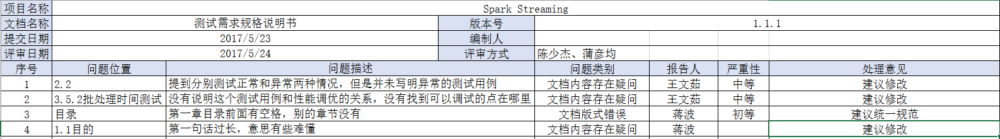 项目名称 Spark Streaming
文档名称 测试需求规格说明书 版本号 1.1.1
提交日期 2017/5/23 编制人
评审日期 2017/5/24 评审方式 陈少杰、蒲彦均
序号 问题位置 问题描述 问题类别 报告人 严重性 处理意见
1 2.2 提到分别测试正常和异常两种情况，但是并未写明异常的测试用例 文档内容存在疑问 王文茹 中等 建议修改
2 3.5.2批处理时间测试 没有说明这个测试用例和性能调优的关系，没有找到可以调试的点在哪里 文档内容存在疑问 王文茹 中等 建议修改
3 目录 第一章目录前面有空格，别的章节没有 文档版式错误 蒋波 初等 建议统一规范
4 1.1目的 第一句话过长，意思有些难懂 文档内容存在疑问 蒋波 建议修改